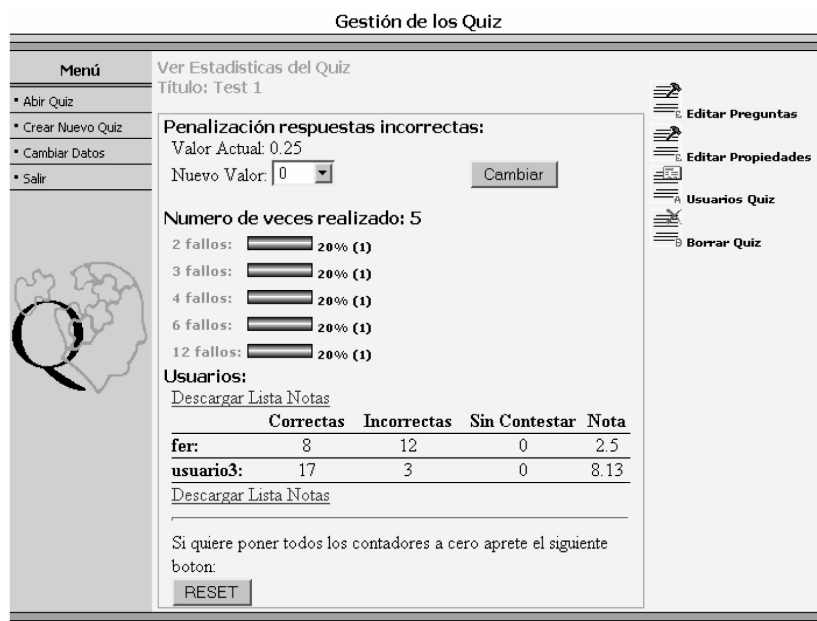 Gestión de los Quiz
Menú
▪ Abir Quiz
▪ Crear Nuevo Quiz
▪ Cambiar Datos
▪ Salir
Ver Estadisticas del Quiz
Título: Test 1
Penalización respuestas incorrectas:
Valor Actual: 0.25
Nuevo Valor: 0 Cambiar
Numero de veces realizado: 5
2 fallos: 20% (1)
3 fallos: 20% (1)
4 fallos: 20% (1)
6 fallos: 20% (1)
12 fallos: 20% (1)
Usuarios:
Descargar Lista Notas
Correctas Incorrectas Sin Contestar Nota
fer: 8 12 0 2.5
usuario3: 17 3 0 8.13
Descargar Lista Notas
Si quiere poner todos los contadores a cero aprete el siguiente
boton:
RESET
E Editar Preguntas
E Editar Propiedades
A Usuarios Quiz
B Borrar Quiz